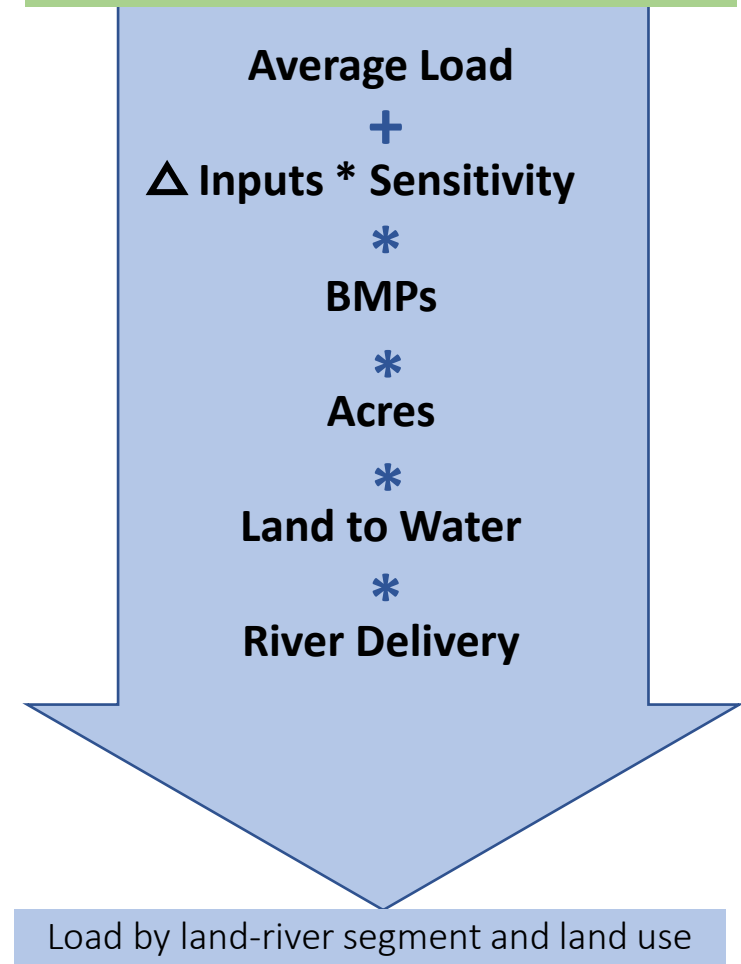 Average Load
+
Δ Inputs * Sensitivity
*
BMPs
*
Acres
*
Land to Water
*
River Delivery
Load by land-river segment and land use